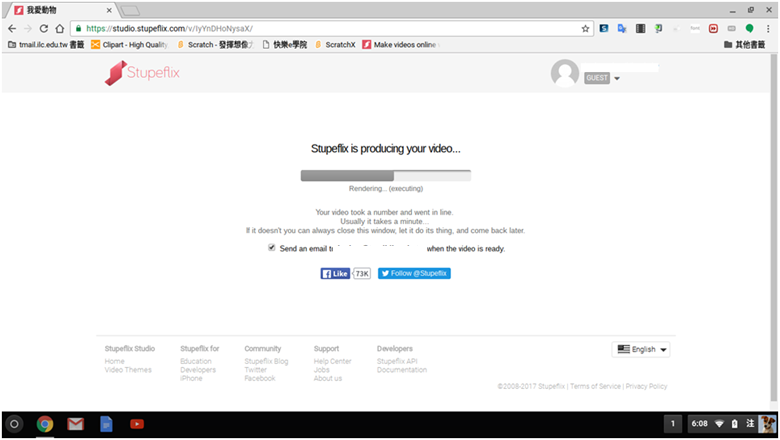 我愛動物
https://studio.stupeflix.com/v/IyYnDHoNysaX/
tmail.ilc.edu.tw 書籤
Clipart - High Quality
Scratch - 發揮想像
快樂e學院
ScratchX
Make videos online
其他書籤
Stupeflix
GUEST
Stupeflix is producing your video...
Rendering... (executing)
Your video took a number and went in line.
Usually it takes a minute...
If it doesn't you can always close this window, let it do its thing, and come back later.
Send an email to when the video is ready.
Like 73K Follow @Stupeflix
Stupeflix Studio
Home
Video Themes
Stupeflix for
Education
Developers
iPhone
Community
Stupeflix Blog
Twitter
Facebook
Support
Help Center
Jobs
About us
Developers
Stupeflix API
Documentation
English
©2008-2017 Stupeflix | Terms of Service | Privacy Policy
1 6:08 注